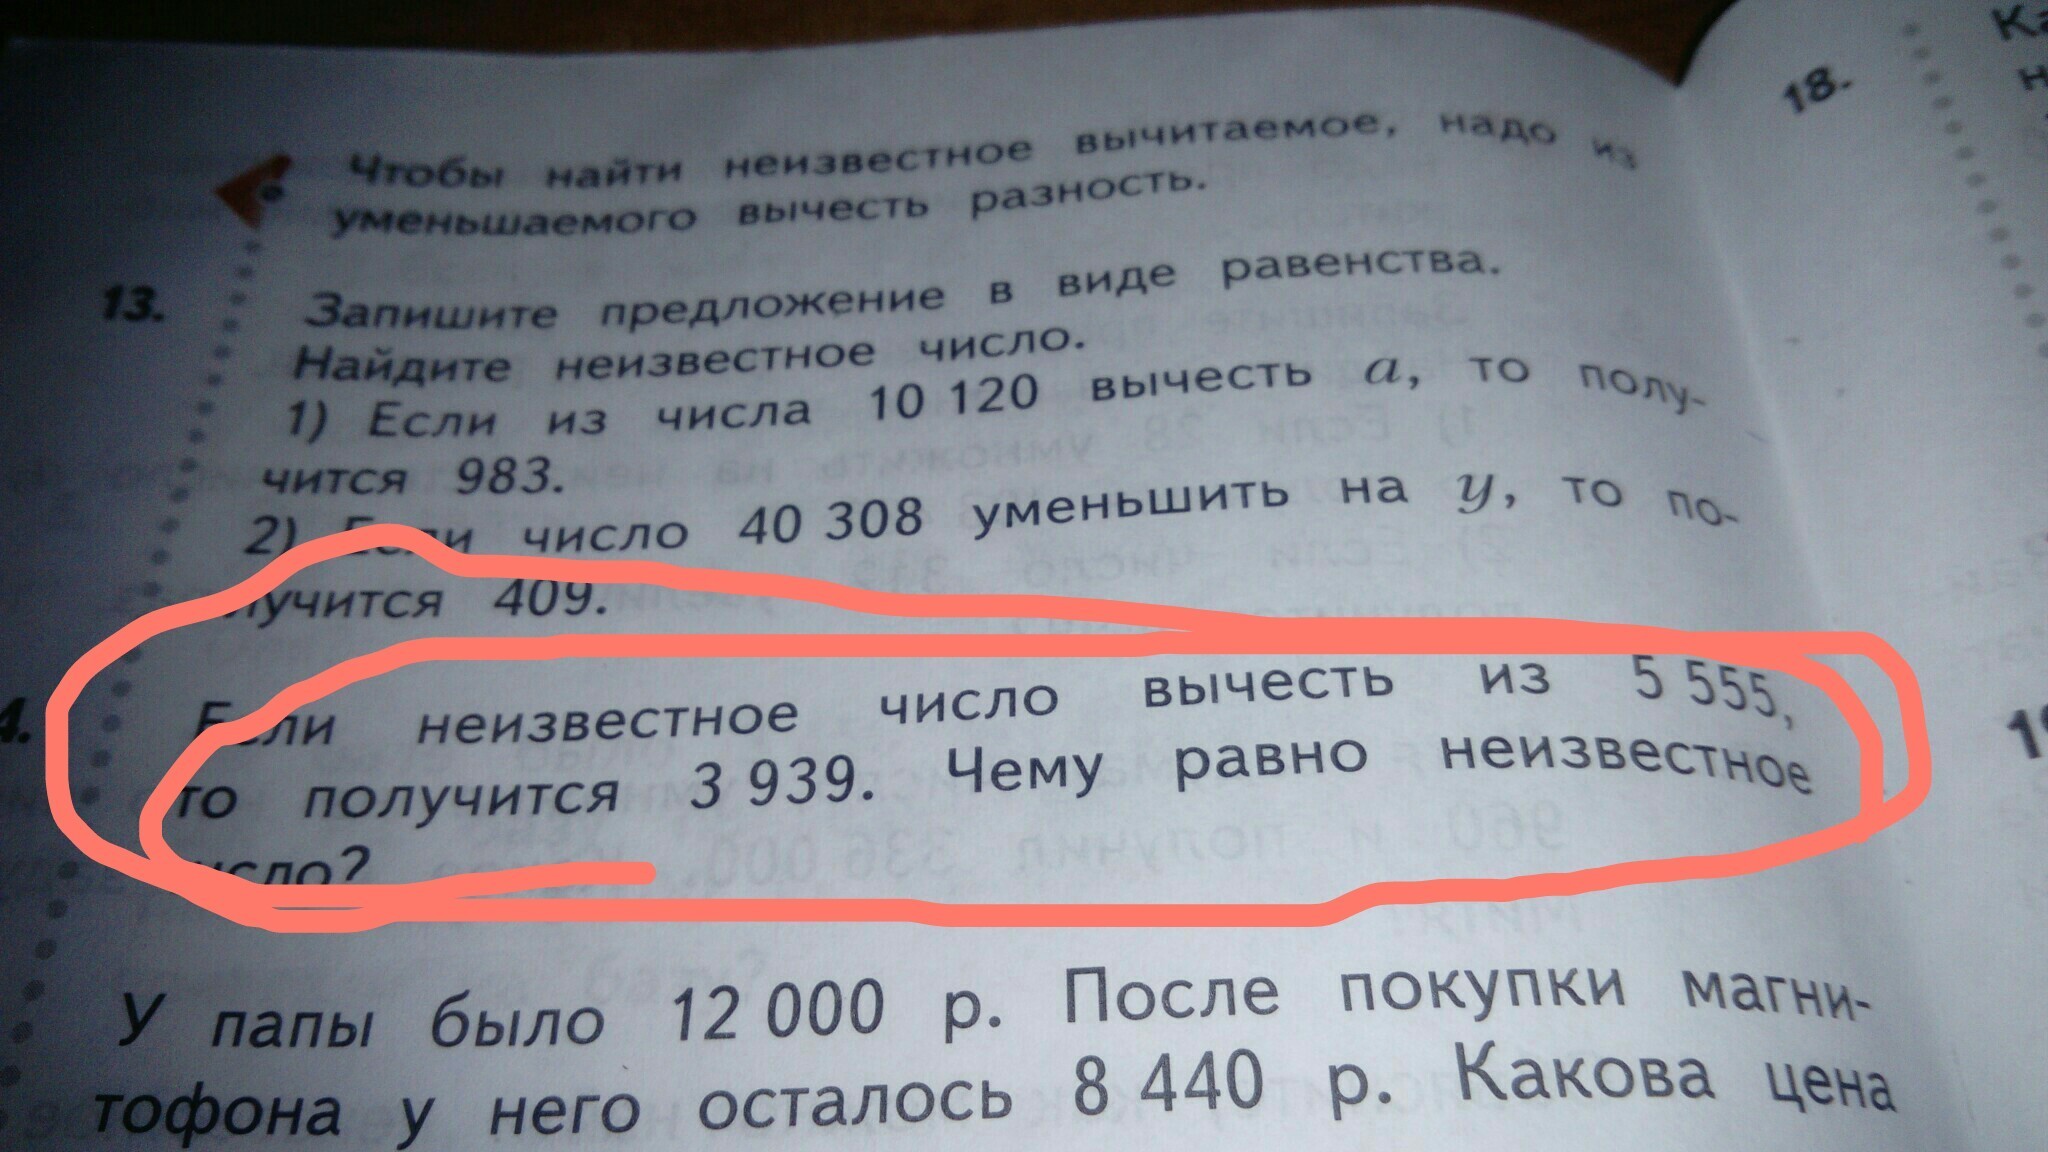 Чтобы найти неизвестное вычитаемое, надо из
уменьшаемого вычесть разность.
13. Запишите предложение в виде равенства.
Найдите неизвестное число.
1) Если из числа 10 120 вычесть a, то полу-
чится 983.
2) Если число 40 308 уменьшить на y, то по-
лучится 409.
4. Если неизвестное число вычесть из 5 555,
то получится 3 939. Чему равно неизвестное
число?
У папы было 12 000 р. После покупки магни-
тофона у него осталось 8 440 р. Какова цена
18.